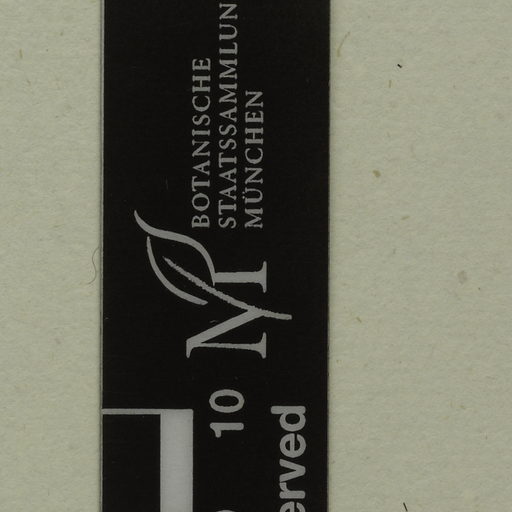 BOTANISCHE
STAATSSAMMLUN
MÜNCHEN
M
10
erved